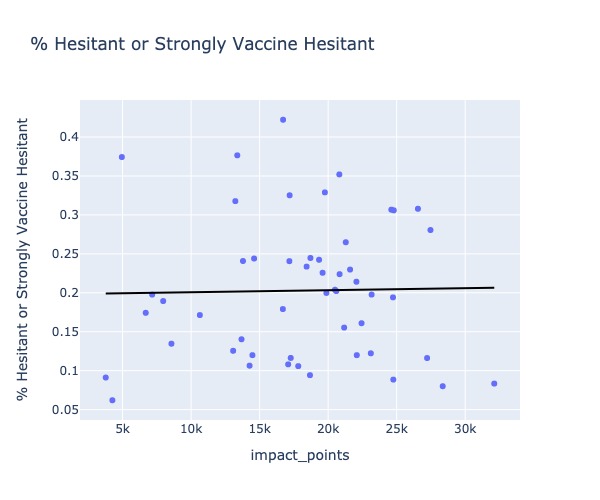 % Hesitant or Strongly Vaccine Hesitant
% Hesitant or Strongly Vaccine Hesitant
0.4
0.35
0.3
0.25
0.2
0.15
0.1
0.05
5k 10k 15k 20k 25k 30k
impact_points